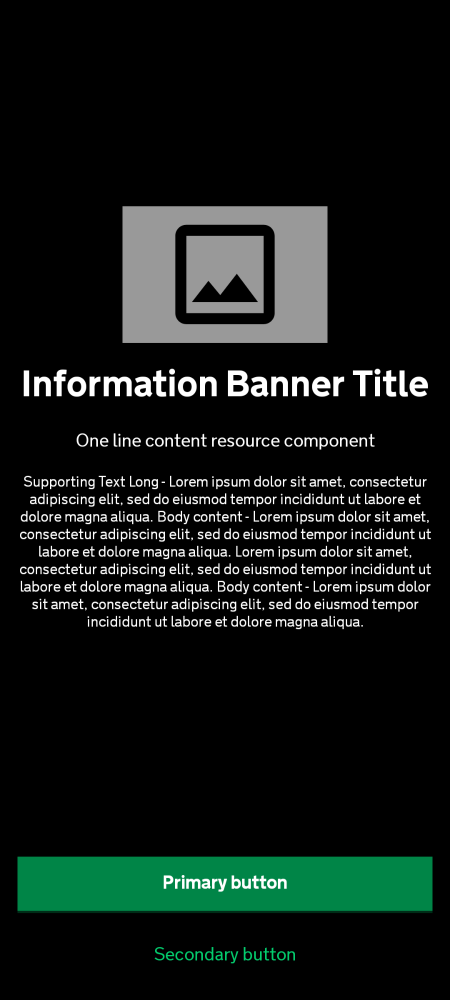 Information Banner Title
One line content resource component
Supporting Text Long - Lorem ipsum dolor sit amet, consectetur
adipiscing elit, sed do eiusmod tempor incididunt ut labore et
dolore magna aliqua. Body content - Lorem ipsum dolor sit amet,
consectetur adipiscing elit, sed do eiusmod tempor incididunt ut
labore et dolore magna aliqua. Lorem ipsum dolor sit amet,
consectetur adipiscing elit, sed do eiusmod tempor incididunt ut
labore et dolore magna aliqua. Body content - Lorem ipsum dolor
sit amet, consectetur adipiscing elit, sed do eiusmod tempor
incididunt ut labore et dolore magna aliqua.
Primary button
Secondary button